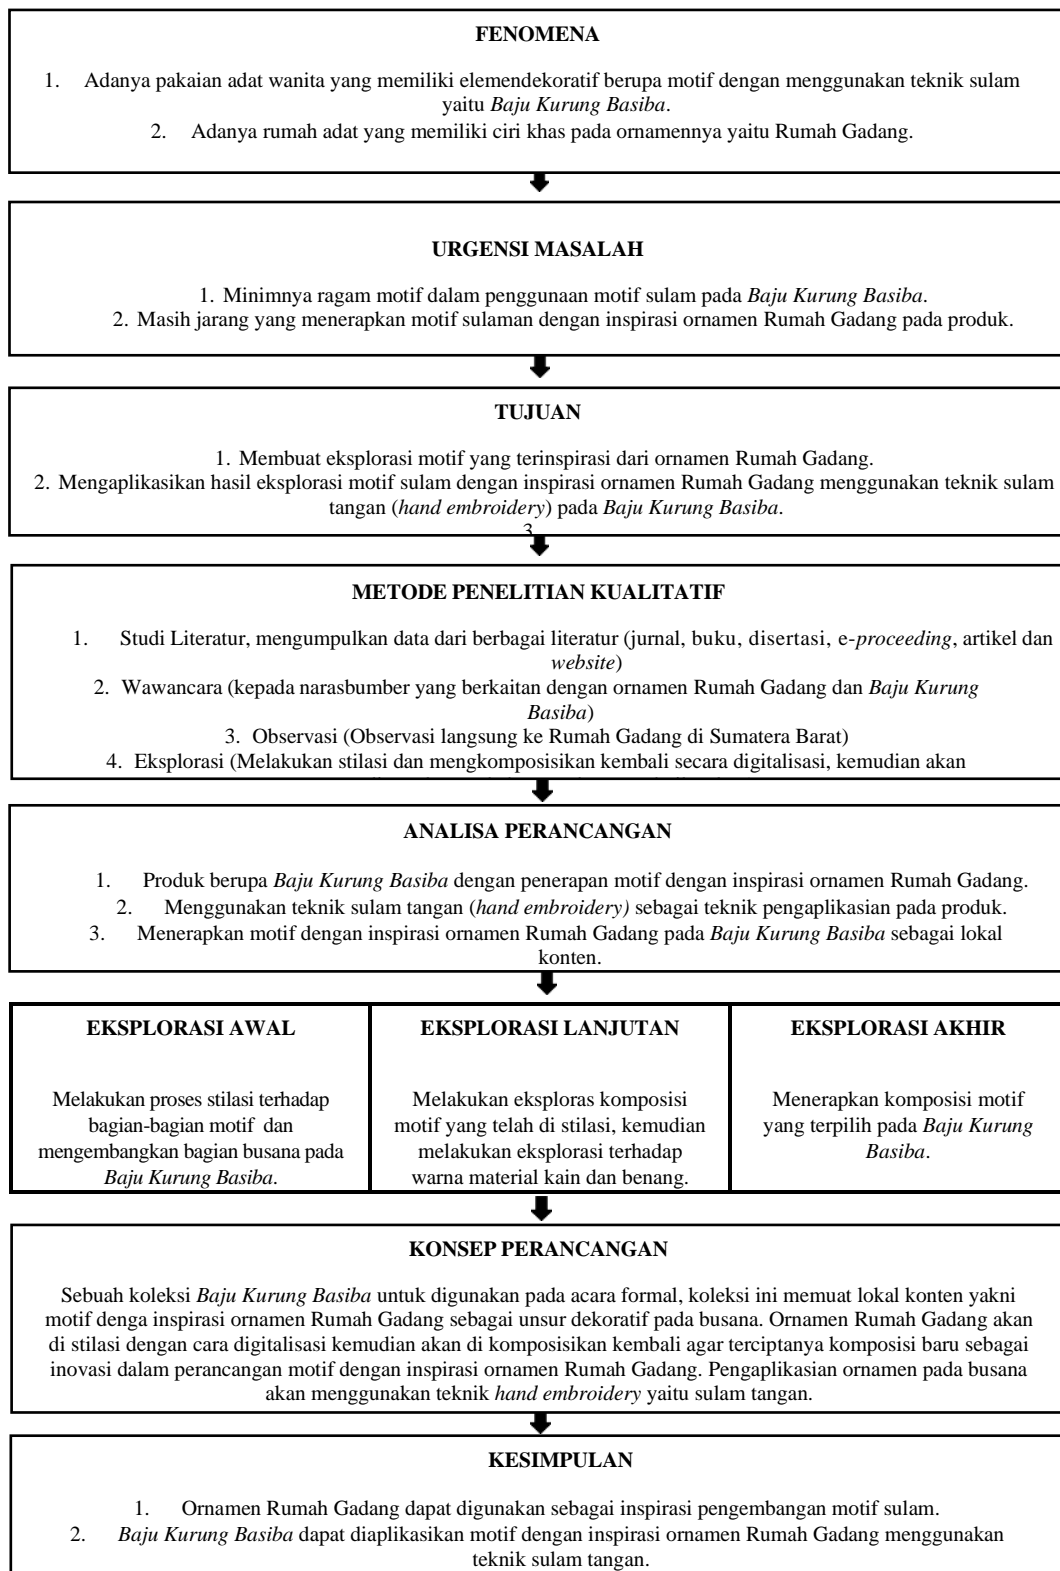 FENOMENA
1. Adanya pakaian adat wanita yang memiliki elemendekoratif berupa motif dengan menggunakan teknik sulam
yaitu Baju Kurung Basiba.
2. Adanya rumah adat yang memiliki ciri khas pada ornamennya yaitu Rumah Gadang.
URGENSI MASALAH
1. Minimnya ragam motif dalam penggunaan motif sulam pada Baju Kurung Basiba.
2. Masih jarang yang menerapkan motif sulaman dengan inspirasi ornamen Rumah Gadang pada produk.
TUJUAN
1. Membuat eksplorasi motif yang terinspirasi dari ornamen Rumah Gadang.
2. Mengaplikasikan hasil eksplorasi motif sulam dengan inspirasi ornamen Rumah Gadang menggunakan teknik sulam
tangan (hand embroidery) pada Baju Kurung Basiba.
3
METODE PENELITIAN KUALITATIF
1. Studi Literatur, mengumpulkan data dari berbagai literatur (jurnal, buku, disertasi, e-proceeding, artikel dan
website)
2. Wawancara (kepada narasbumber yang berkaitan dengan ornamen Rumah Gadang dan Baju Kurung
Basiba)
3. Observasi (Observasi langsung ke Rumah Gadang di Sumatera Barat)
4. Eksplorasi (Melakukan stilasi dan mengkomposisikan kembali secara digitalisasi, kemudian akan
ANALISA PERANCANGAN
1. Produk berupa Baju Kurung Basiba dengan penerapan motif dengan inspirasi ornamen Rumah Gadang.
2. Menggunakan teknik sulam tangan (hand embroidery) sebagai teknik pengaplikasian pada produk.
3. Menerapkan motif dengan inspirasi ornamen Rumah Gadang pada Baju Kurung Basiba sebagai lokal
konten.
EKSPLORASI AWAL
Melakukan proses stilasi terhadap
bagian-bagian motif dan
mengembangkan bagian busana pada
Baju Kurung Basiba.
EKSPLORASI LANJUTAN
Melakukan eksploras komposisi
motif yang telah di stilasi, kemudian
melakukan eksplorasi terhadap
warna material kain dan benang.
EKSPLORASI AKHIR
Menerapkan komposisi motif
yang terpilih pada Baju Kurung
Basiba.
KONSEP PERANCANGAN
Sebuah koleksi Baju Kurung Basiba untuk digunakan pada acara formal, koleksi ini memuat lokal konten yakni
motif denga inspirasi ornamen Rumah Gadang sebagai unsur dekoratif pada busana. Ornamen Rumah Gadang akan
di stilasi dengan cara digitalisasi kemudian akan di komposisikan kembali agar terciptanya komposisi baru sebagai
inovasi dalam perancangan motif dengan inspirasi ornamen Rumah Gadang. Pengaplikasian ornamen pada busana
akan menggunakan teknik hand embroidery yaitu sulam tangan.
KESIMPULAN
1. Ornamen Rumah Gadang dapat digunakan sebagai inspirasi pengembangan motif sulam.
2. Baju Kurung Basiba dapat diaplikasikan motif dengan inspirasi ornamen Rumah Gadang menggunakan
teknik sulam tangan.